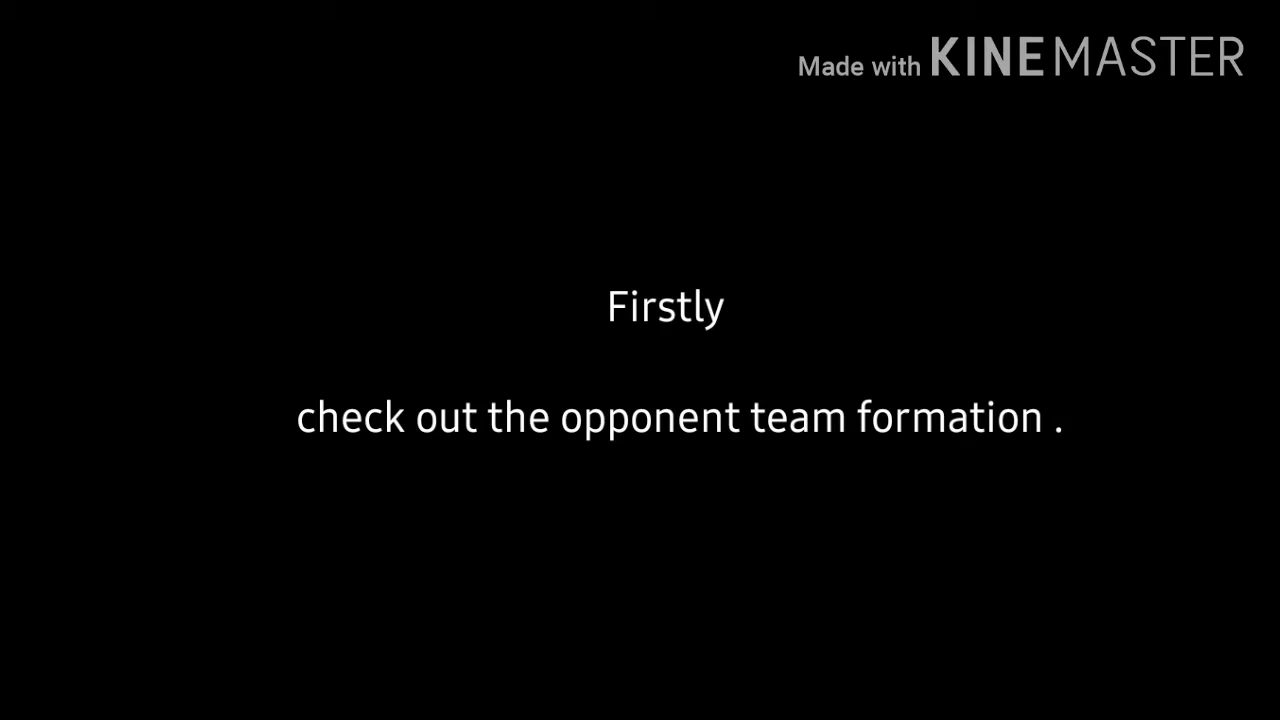 Made with KINEMASTER
Firstly
check out the opponent team formation .